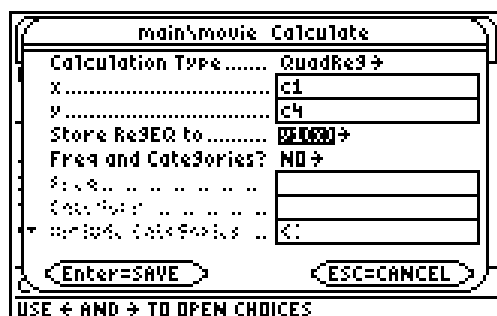 main\movie Calculate
Calculation Type....... QuadReg→
x............................. c1
y............................. c4
Store RegEQ to......... y1(x)→
Freq and Categories? NO→
Enter=SAVE
ESC=CANCEL
USE ← AND → TO OPEN CHOICES